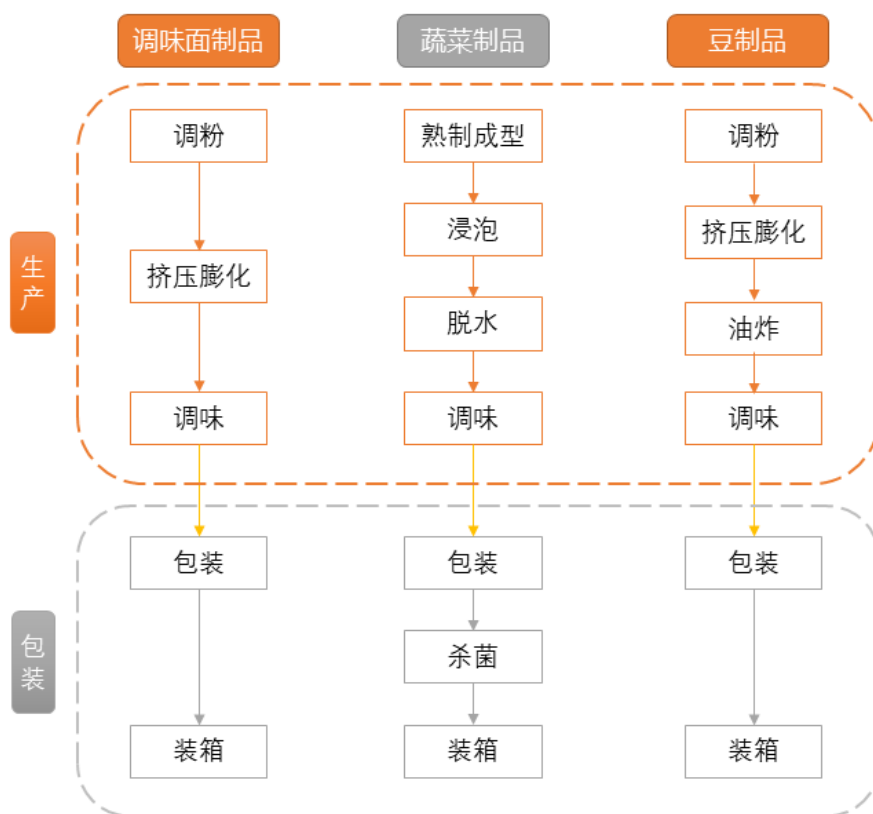 调味面制品
蔬菜制品
豆制品
生产
调粉
挤压膨化
调味
熟制成型
浸泡
脱水
调味
调粉
挤压膨化
油炸
调味
包装
包装
装箱
包装
杀菌
装箱
包装
装箱